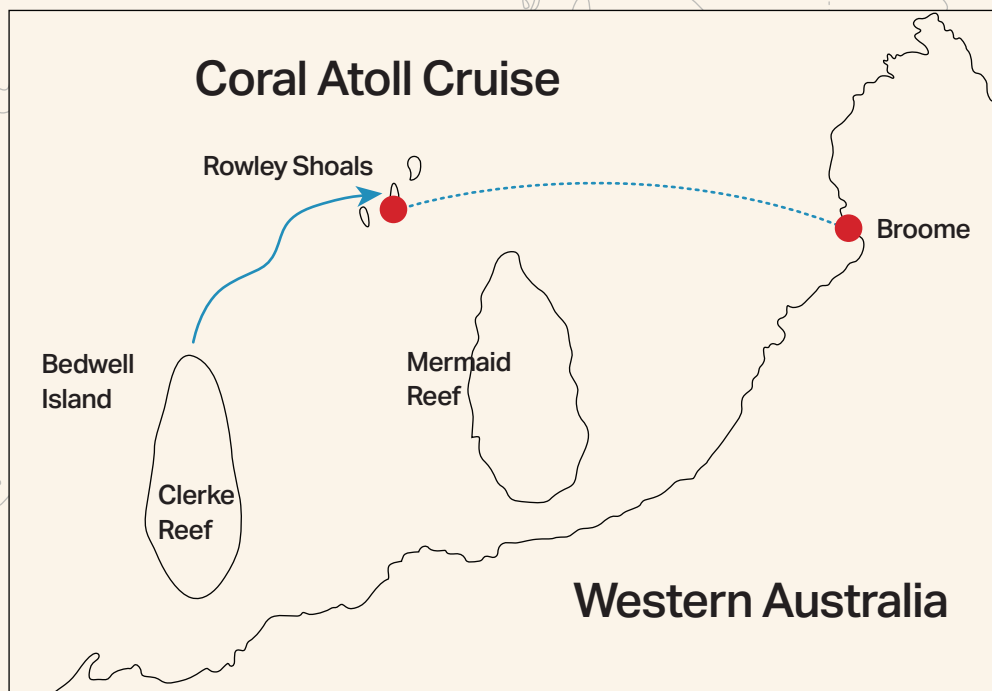 Coral Atoll Cruise
Rowley Shoals
Broome
Bedwell
Island
Mermaid
Reef
Clerke
Reef
Western Australia